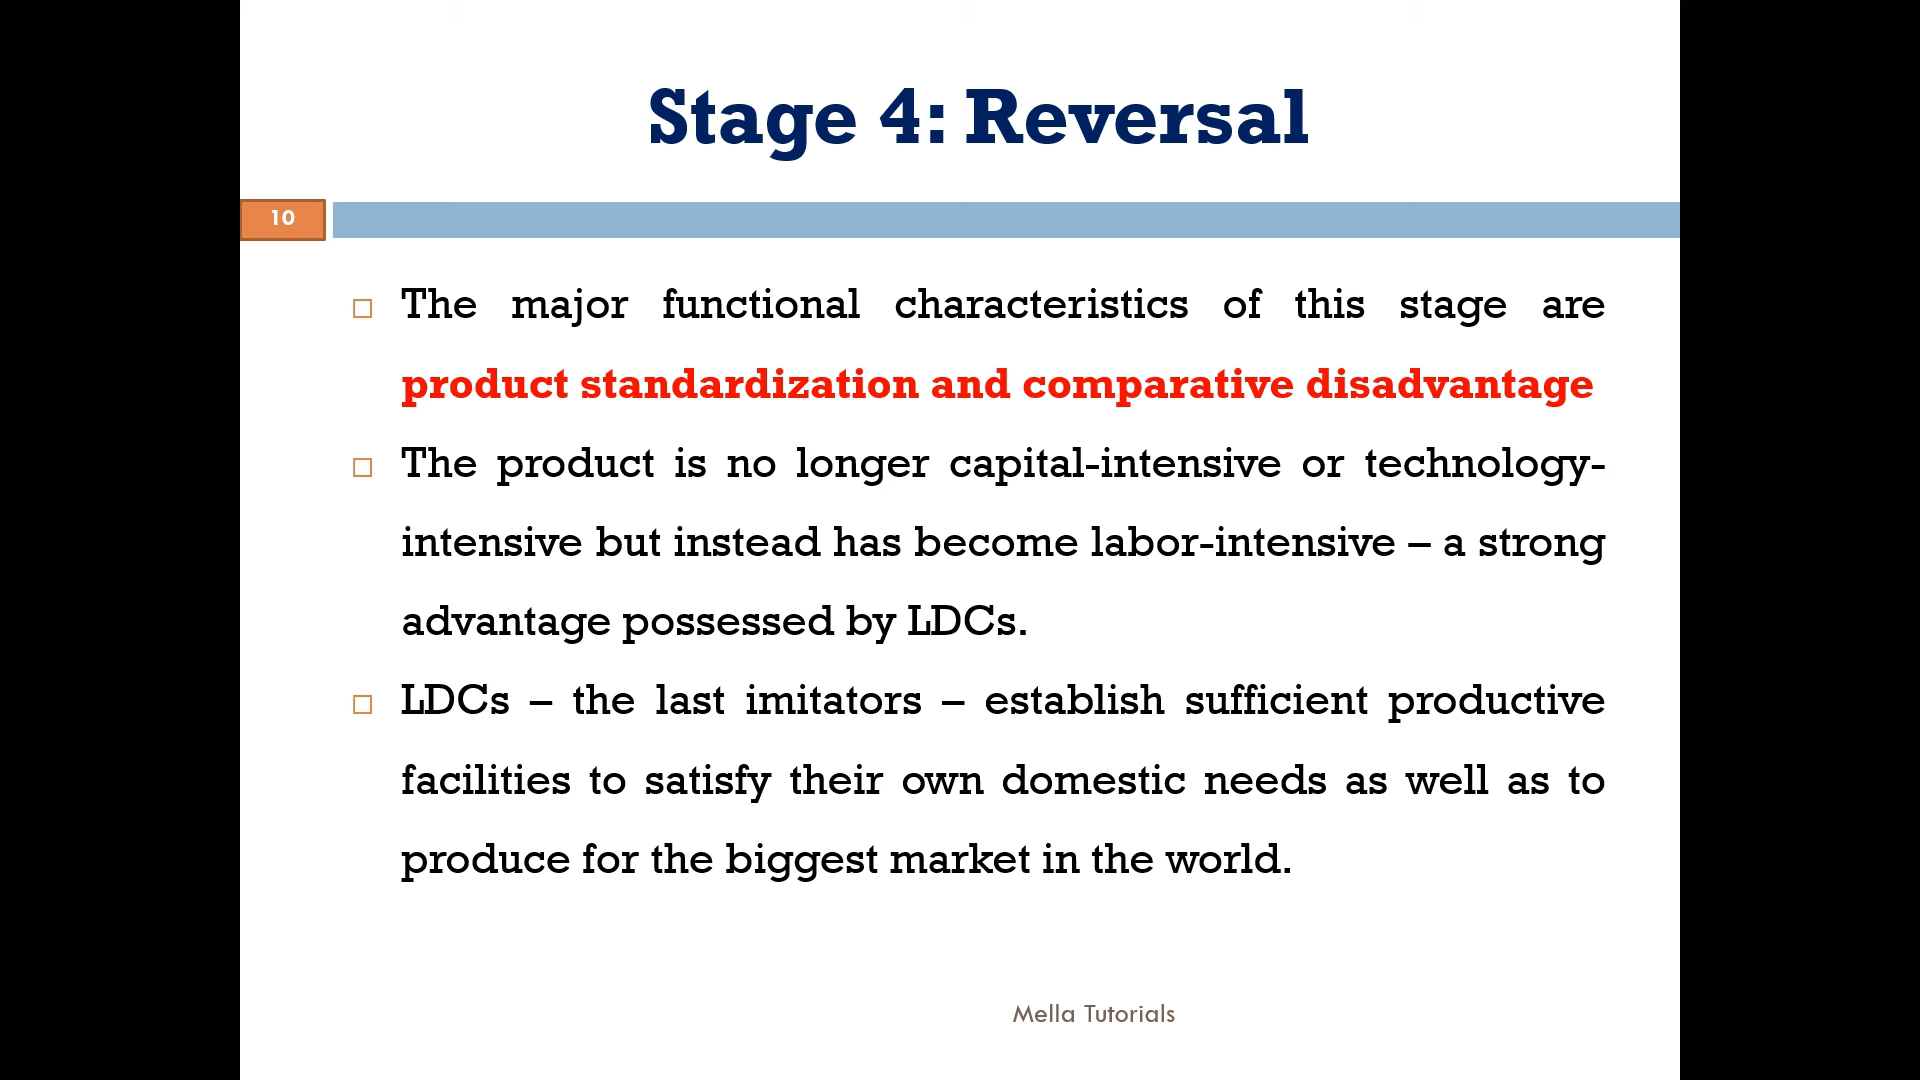 Stage 4: Reversal
10
The major functional characteristics of this stage are
product standardization and comparative disadvantage
The product is no longer capital-intensive or technology-
intensive but instead has become labor-intensive – a strong
advantage possessed by LDCs.
LDCs – the last imitators – establish sufficient productive
facilities to satisfy their own domestic needs as well as to
produce for the biggest market in the world.
Mella Tutorials